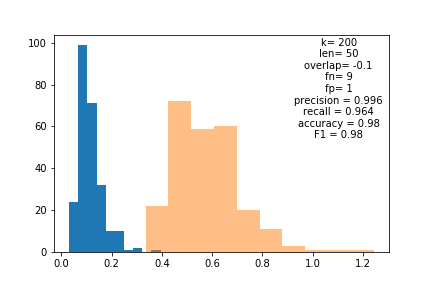 k= 200
len= 50
overlap= -0.1
fn= 9
fp= 1
precision = 0.996
recall = 0.964
accuracy = 0.98
F1 = 0.98
100
80
60
40
20
0
0.0 0.2 0.4 0.6 0.8 1.0 1.2